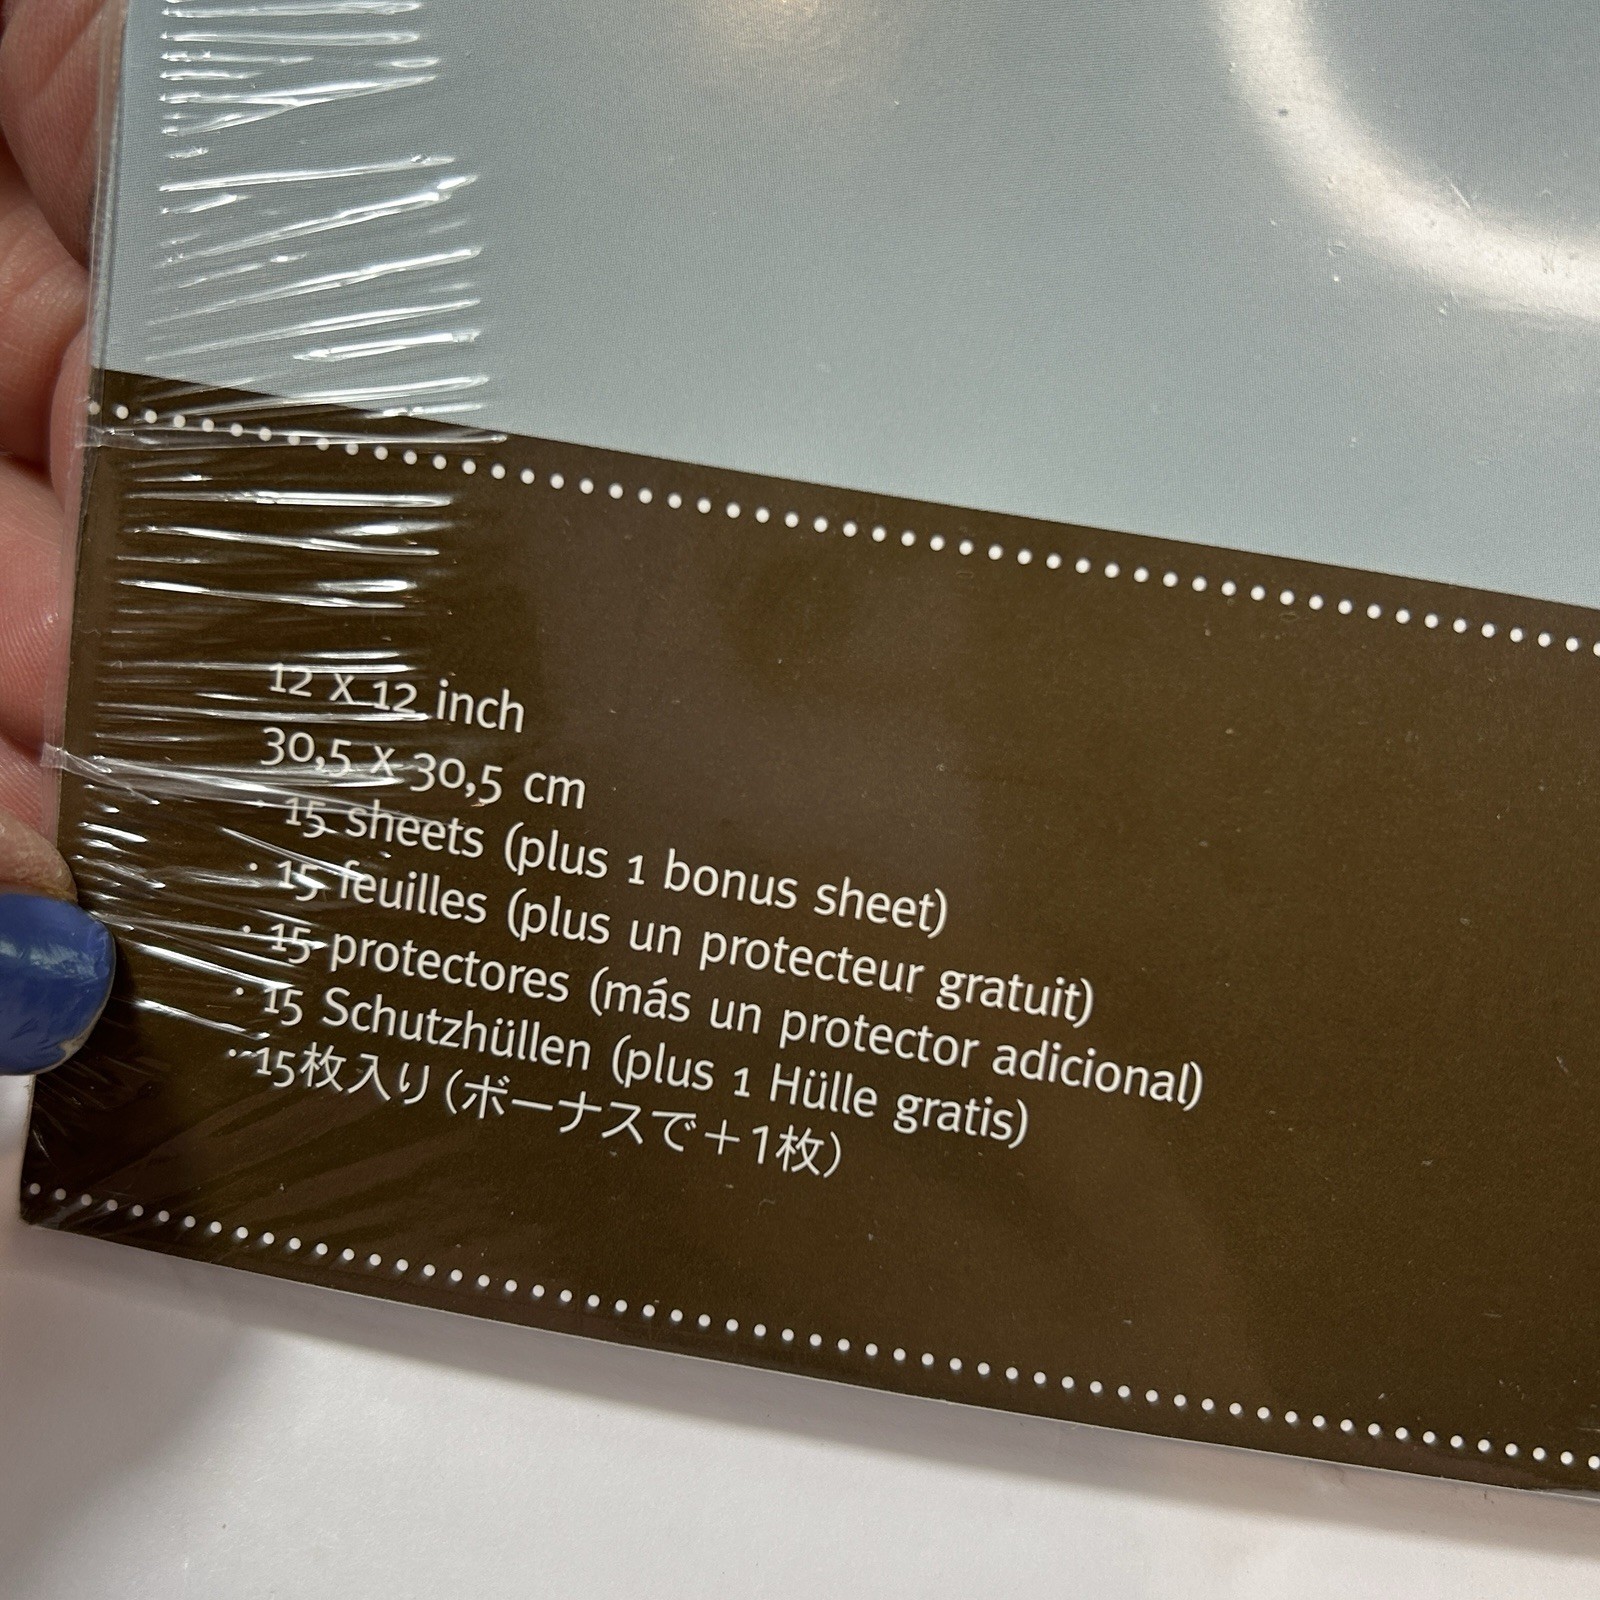 12 x 12 inch
30,5 x 30,5 cm
· 15 sheets (plus 1 bonus sheet)
· 15 feuilles (plus un protecteur gratuit)
· 15 protectores (más un protector adicional)
· 15 Schutzhüllen (plus 1 Hülle gratis)
· 15枚入り(ボーナスで+1枚)